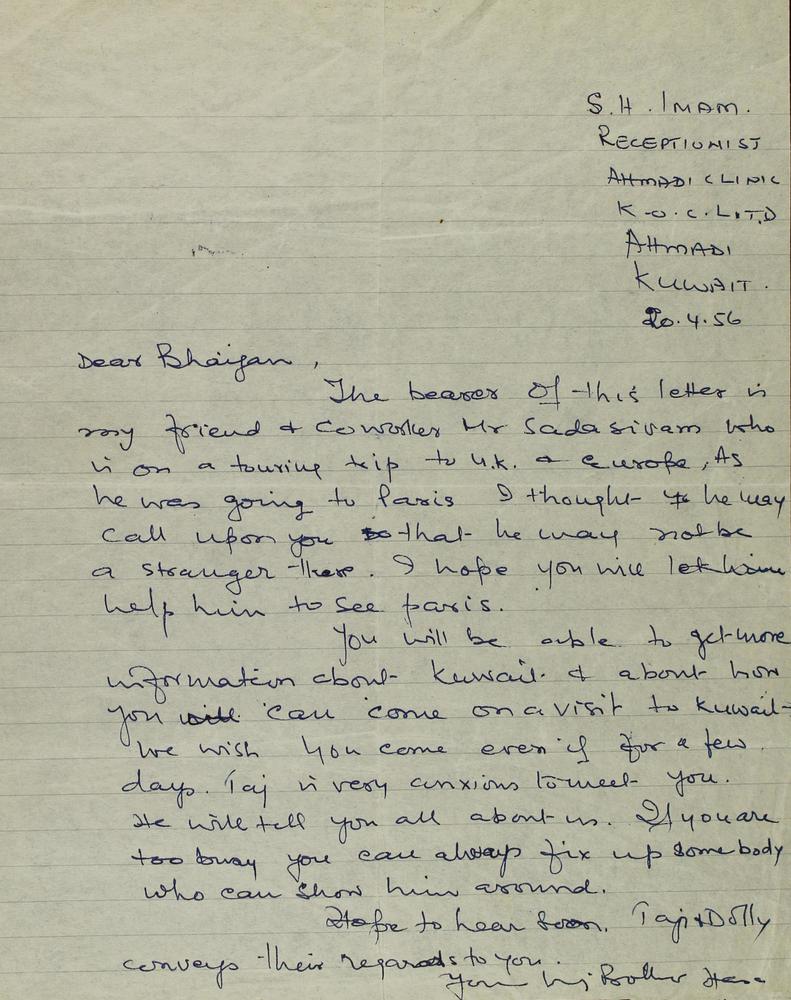 S. H. IMAM.
RECEPTIONIST
AHMADI CLINIC
K.O.C. LTD
AHMADI
KUWAIT.
20.4.56
Dear Bhaijan,
The bearer of this letter is
my friend & coworker Mr Sadasivam who
is on a touring trip to U.K. & Europe, As
he was going to Paris I thought he may
call upon you so that he may not be
a stranger there. I hope you will
help him to see paris.
You will be able to get more
information about Kuwait & about how
you will can come on a visit to Kuwait
We wish you come even if for a few
days. Taj is very anxious to meet you.
He will tell you all about us. If you are
too busy you can always fix up somebody
who can show him around.
Hope to hear soon. Taj & Dolly
conveys their regards to you.
Your Brother